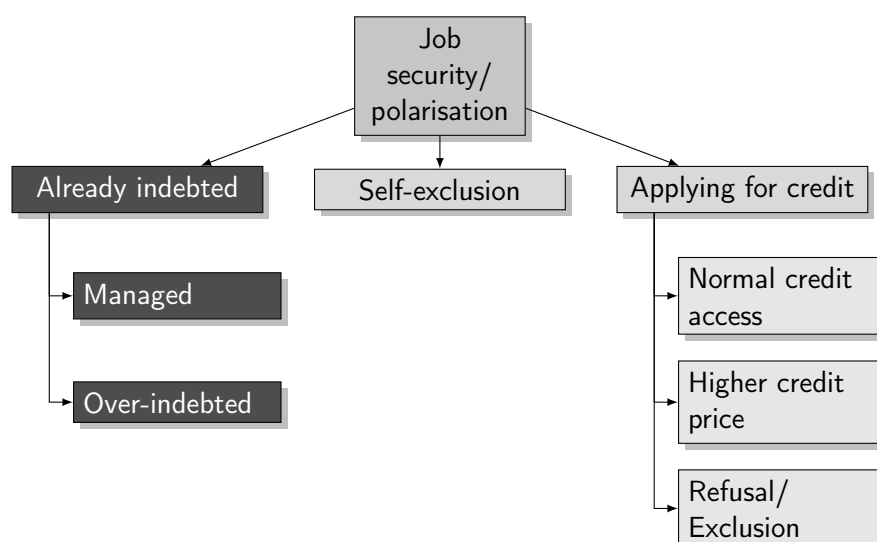 Job
security/
polarisation
Already indebted
Self-exclusion
Applying for credit
Managed
Over-indebted
Normal credit
access
Higher credit
price
Refusal/
Exclusion